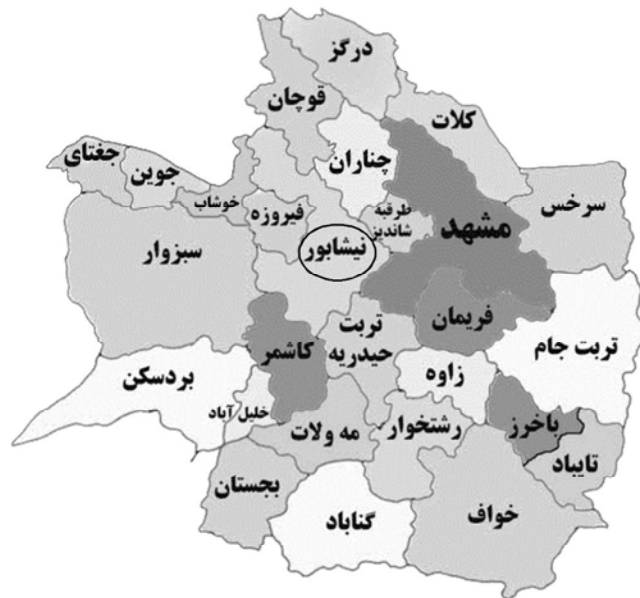 درگز
قوچان
کلات
چناران
جغتای
جوین
خوشاب
فیروزه
طرقبه
شاندیز
مشهد
سرخس
سبزوار
نیشابور
فریمان
تربت
حیدریه
کاشمر
تربت جام
زاوه
بردسکن
خلیل آباد
مه ولات
رشتخوار
باخرز
تایباد
بجستان
گناباد
خواف